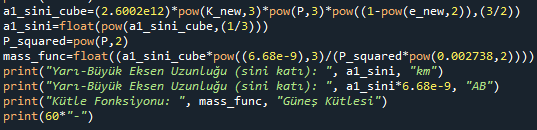 a1_sini_cube=(2.6002e12)*pow(K_new,3)*pow(P,3)*pow((1-pow(e_new,2)),(3/2))
a1_sini=float(pow(a1_sini_cube,(1/3)))
P_squared=pow(P,2)
mass_func=float((a1_sini_cube*pow((6.68e-9),3)/(P_squared*pow(0.002738,2))))
print("Yarı-Büyük Eksen Uzunluğu (sini katı): ", a1_sini, "km")
print("Yarı-Büyük Eksen Uzunluğu (sini katı): ", a1_sini*6.68e-9, "AB")
print("Kütle Fonksiyonu: ", mass_func, "Güneş Kütlesi")
print(60*"-")